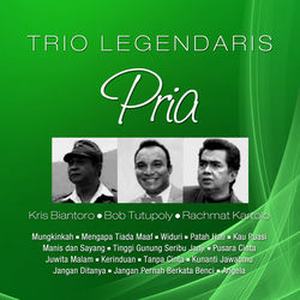 TRIO LEGENDARIS
Pria
Kris Biantoro • Bob Tutupoly • Rachmat Kartolo
Mungkinkah • Mengapa Tiada Maaf • Widuri • Patah Hati • Kau Puasi
Manis dan Sayang • Tinggi Gunung Seribu Janji • Pusara Cinta
Juwita Malam • Kerinduan • Tanpa Cinta • Kunanti Jawabmu
Jangan Ditanya • Jangan Pernah Berkata Benci • Angela